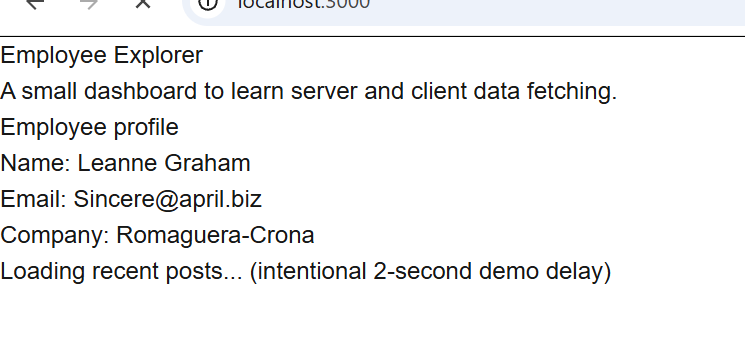 localhost:3000
Employee Explorer
A small dashboard to learn server and client data fetching.
Employee profile
Name: Leanne Graham
Email: Sincere@april.biz
Company: Romaguera-Crona
Loading recent posts... (intentional 2-second demo delay)